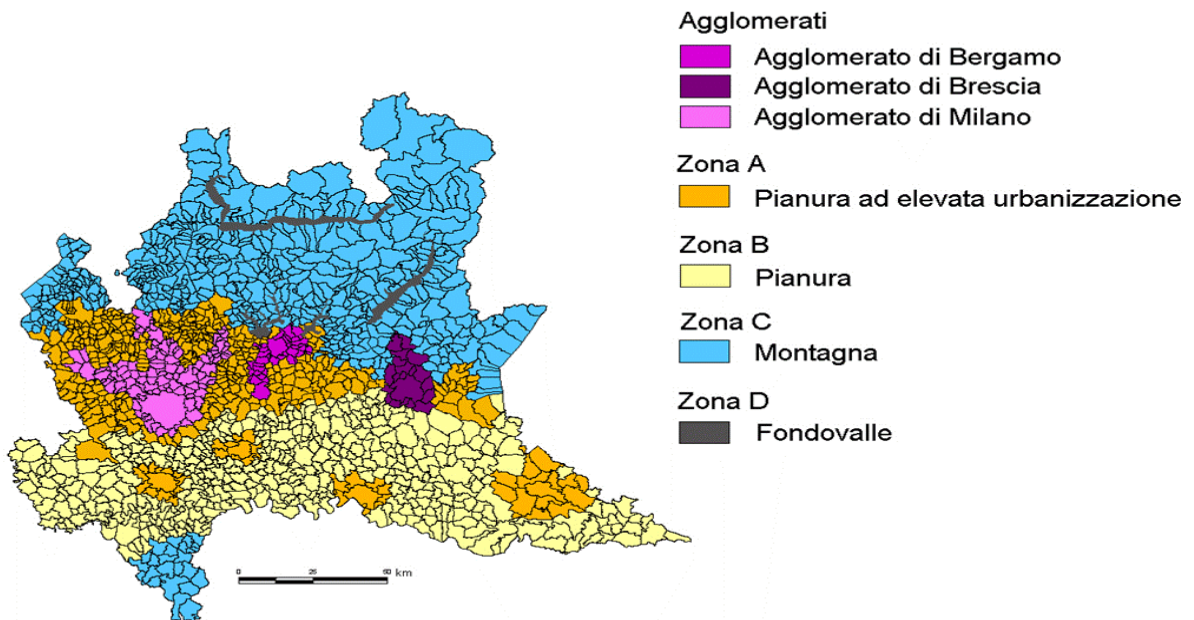 Agglomerati
Agglomerato di Bergamo
Agglomerato di Brescia
Agglomerato di Milano
Zona A
Pianura ad elevata urbanizzazione
Zona B
Pianura
Zona C
Montagna
Zona D
Fondovalle
0 25 50 km